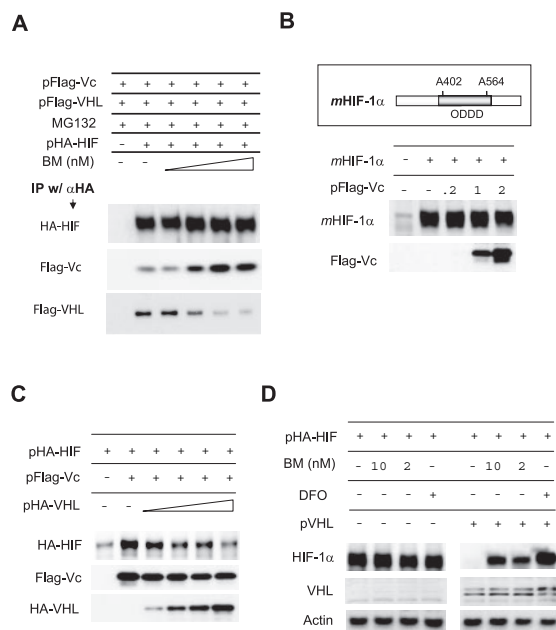 A
pFlag-Vc + + + + + +
pFlag-VHL + + + + + +
MG132 + + + + + +
pHA-HIF - + + + + +
BM (nM) - -
IP w/ αHA
HA-HIF
Flag-Vc
Flag-VHL
B
A402 A564
mHIF-1α
ODDD
mHIF-1α - + + + +
pFlag-Vc - - .2 1 2
mHIF-1α
Flag-Vc
C
pHA-HIF + + + + + +
pFlag-Vc - + + + + +
pHA-VHL - -
HA-HIF
Flag-Vc
HA-VHL
D
pHA-HIF + + + + + + + +
BM (nM) - 10 2 - - 10 2 -
DFO - - - + - - - +
pVHL - - - - + + + +
HIF-1α
VHL
Actin